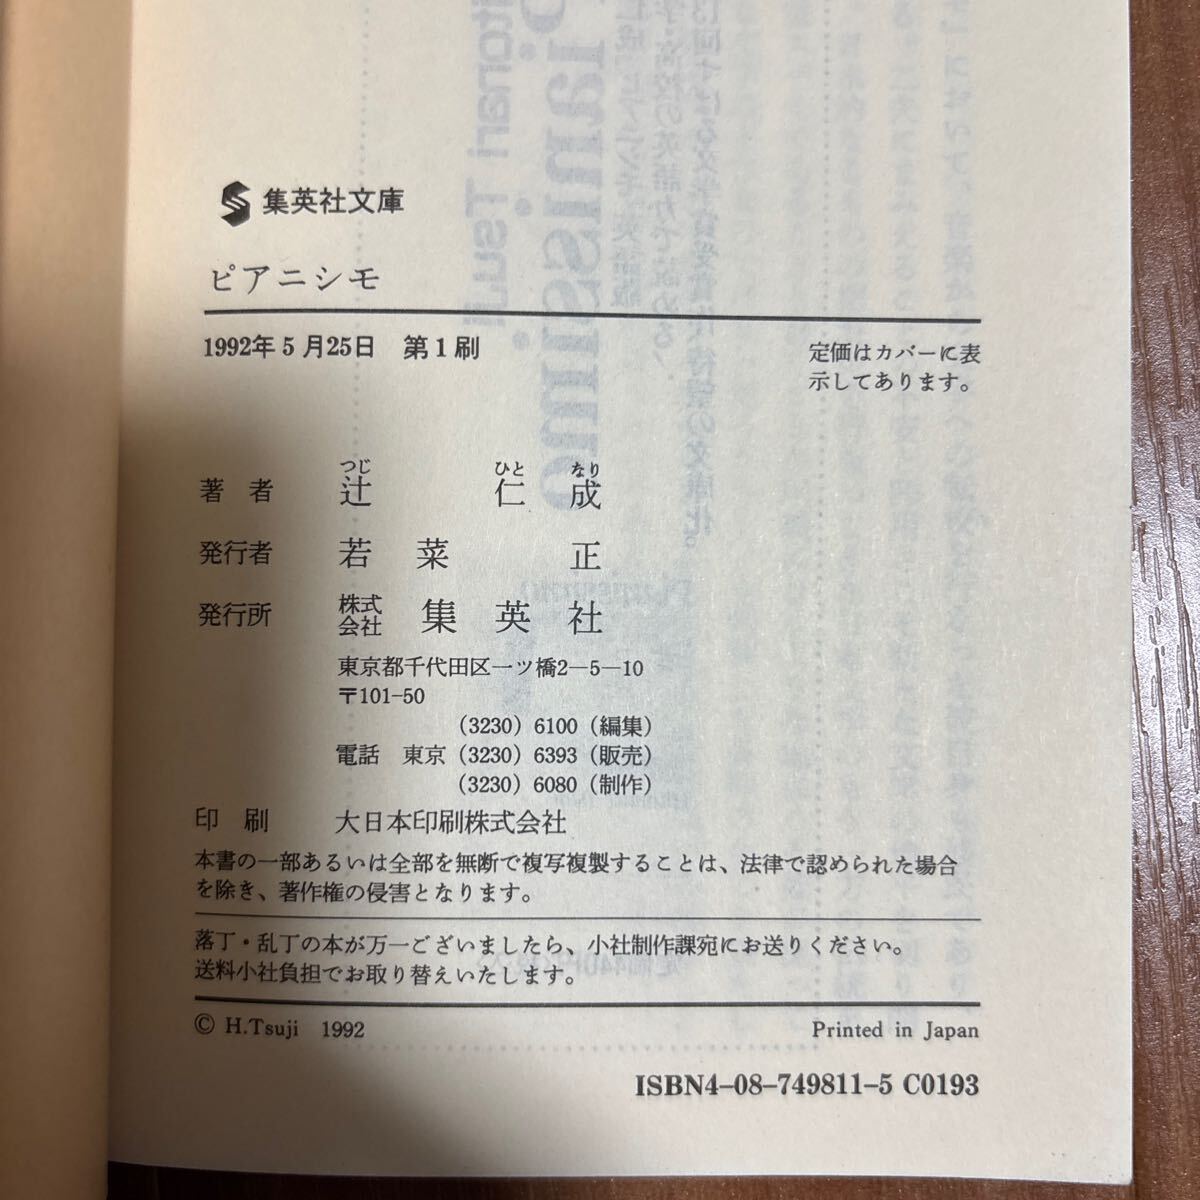 集英社文庫
ピアニシモ
1992年5月25日 第1刷
定価はカバーに表
示してあります。
つじ ひと なり
著者 辻 仁成
発行者 若菜 正
発行所 株式会社 集英社
東京都千代田区一ツ橋2―5―10
〒101-50
(3230) 6100 (編集)
電話 東京 (3230) 6393 (販売)
(3230) 6080 (制作)
印刷 大日本印刷株式会社
本書の一部あるいは全部を無断で複写複製することは、法律で認められた場合
を除き、著作権の侵害となります。
落丁・乱丁の本が万一ございましたら、小社制作課宛にお送りください。
送料小社負担でお取り替えいたします。
© H.Tsuji 1992
Printed in Japan
ISBN4-08-749811-5 C0193